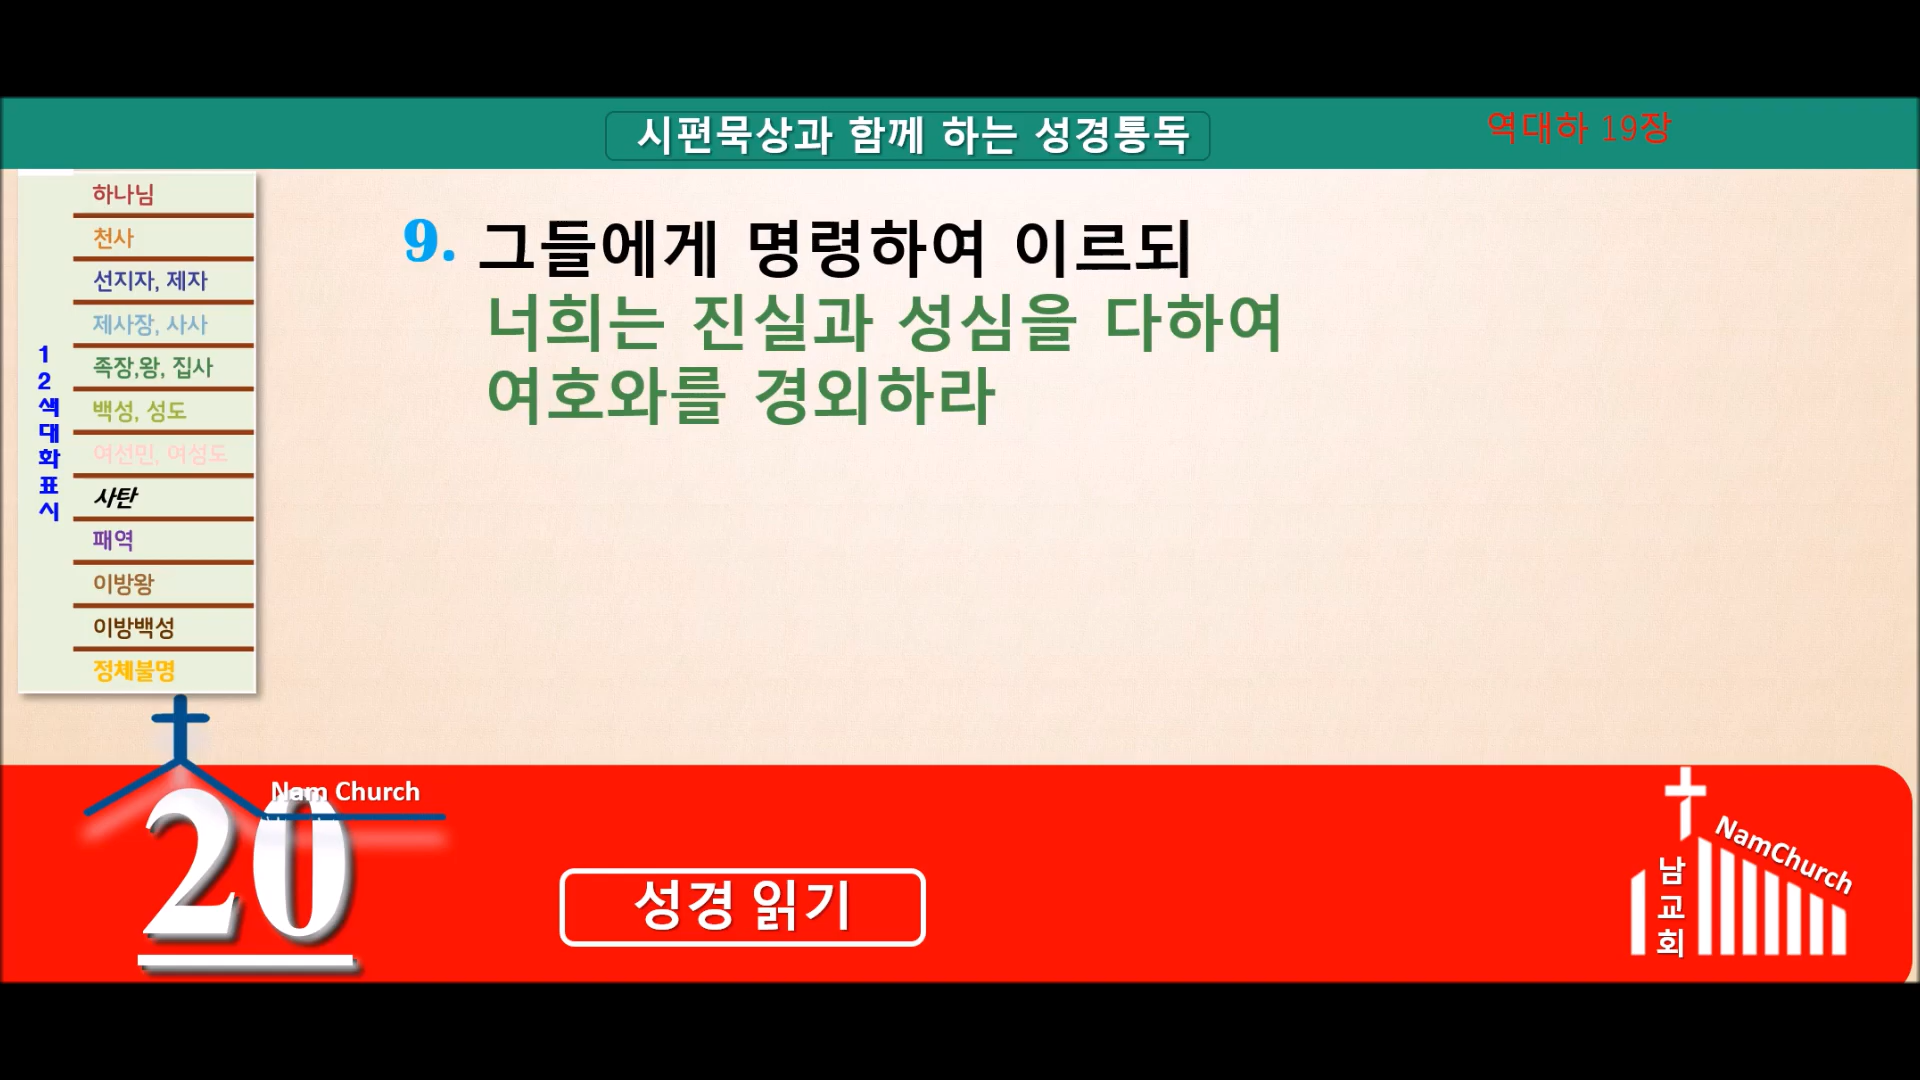 시편묵상과 함께 하는 성경통독
역대하 19장
12색대화표시
하나님
천사
선지자, 제자
제사장, 사사
족장,왕, 집사
백성, 성도
여선민, 여성도
사탄
패역
이방왕
이방백성
정체불명
9. 그들에게 명령하여 이르되
너희는 진실과 성심을 다하여
여호와를 경외하라
Nam Church
20
성경 읽기
남교회
NamChurch